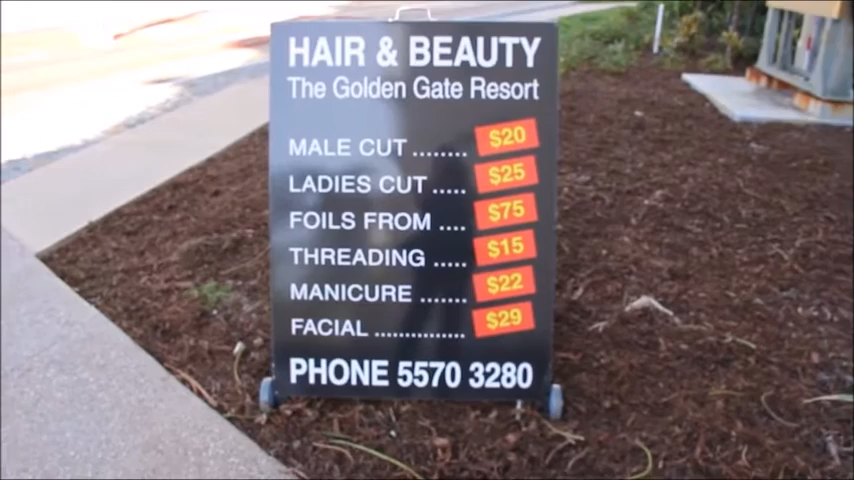 HAIR & BEAUTY
The Golden Gate Resort
MALE CUT ........ $20
LADIES CUT ..... $25
FOILS FROM .... $75
THREADING ..... $15
MANICURE ....... $22
FACIAL .............. $29
PHONE 5570 3280